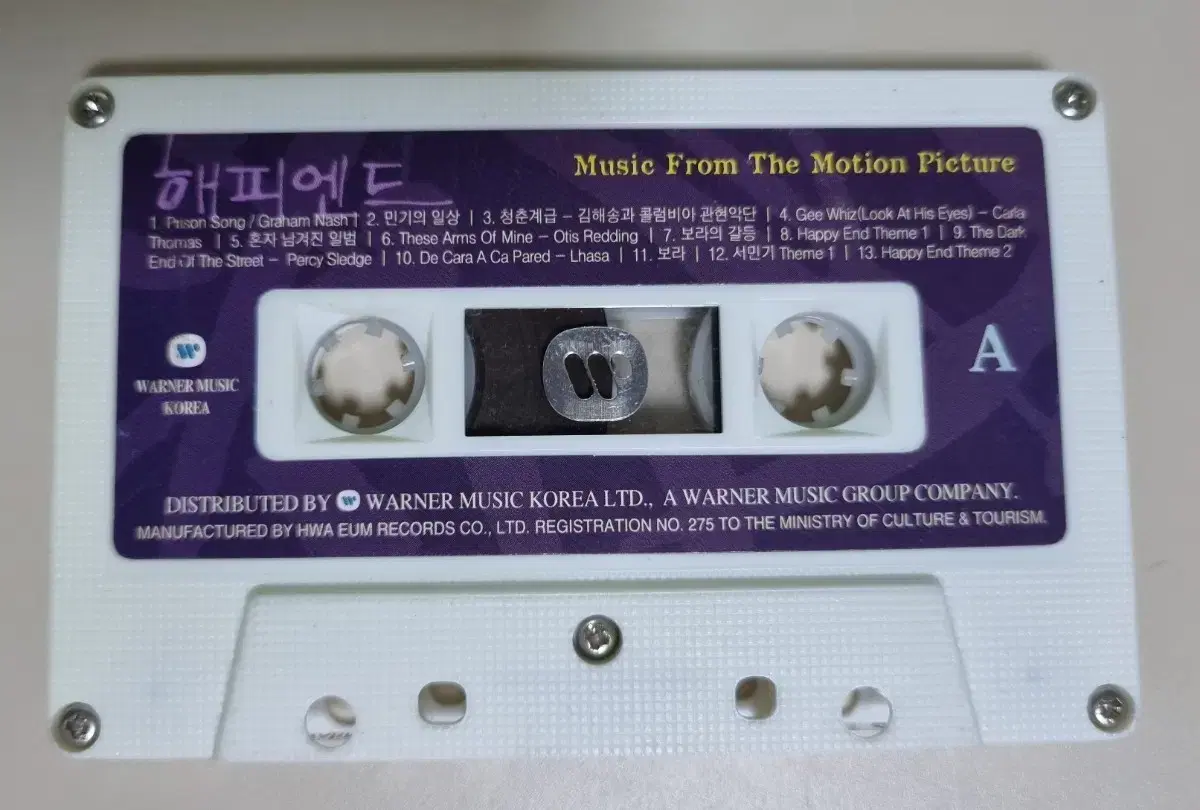 해피엔드
Music From The Motion Picture
1. Prison Song / Graham Nash | 2. 민기의 일상 | 3. 청춘계급 – 김해송과 콜럼비아 관현악단 | 4. Gee Whiz(Look At His Eyes) – Carla
Thomas | 5. 혼자 남겨진 일범 | 6. These Arms Of Mine – Otis Redding | 7. 보라의 갈등 | 8. Happy End Theme 1 | 9. The Dark
End Of The Street – Percy Sledge | 10. De Cara A Ca Pared – Lhasa | 11. 보라 | 12. 서민기 Theme 1 | 13. Happy End Theme 2
WARNER MUSIC
KOREA
A
DISTRIBUTED BY WARNER MUSIC KOREA LTD., A WARNER MUSIC GROUP COMPANY.
MANUFACTURED BY HWA EUM RECORDS CO., LTD. REGISTRATION NO. 275 TO THE MINISTRY OF CULTURE & TOURISM.